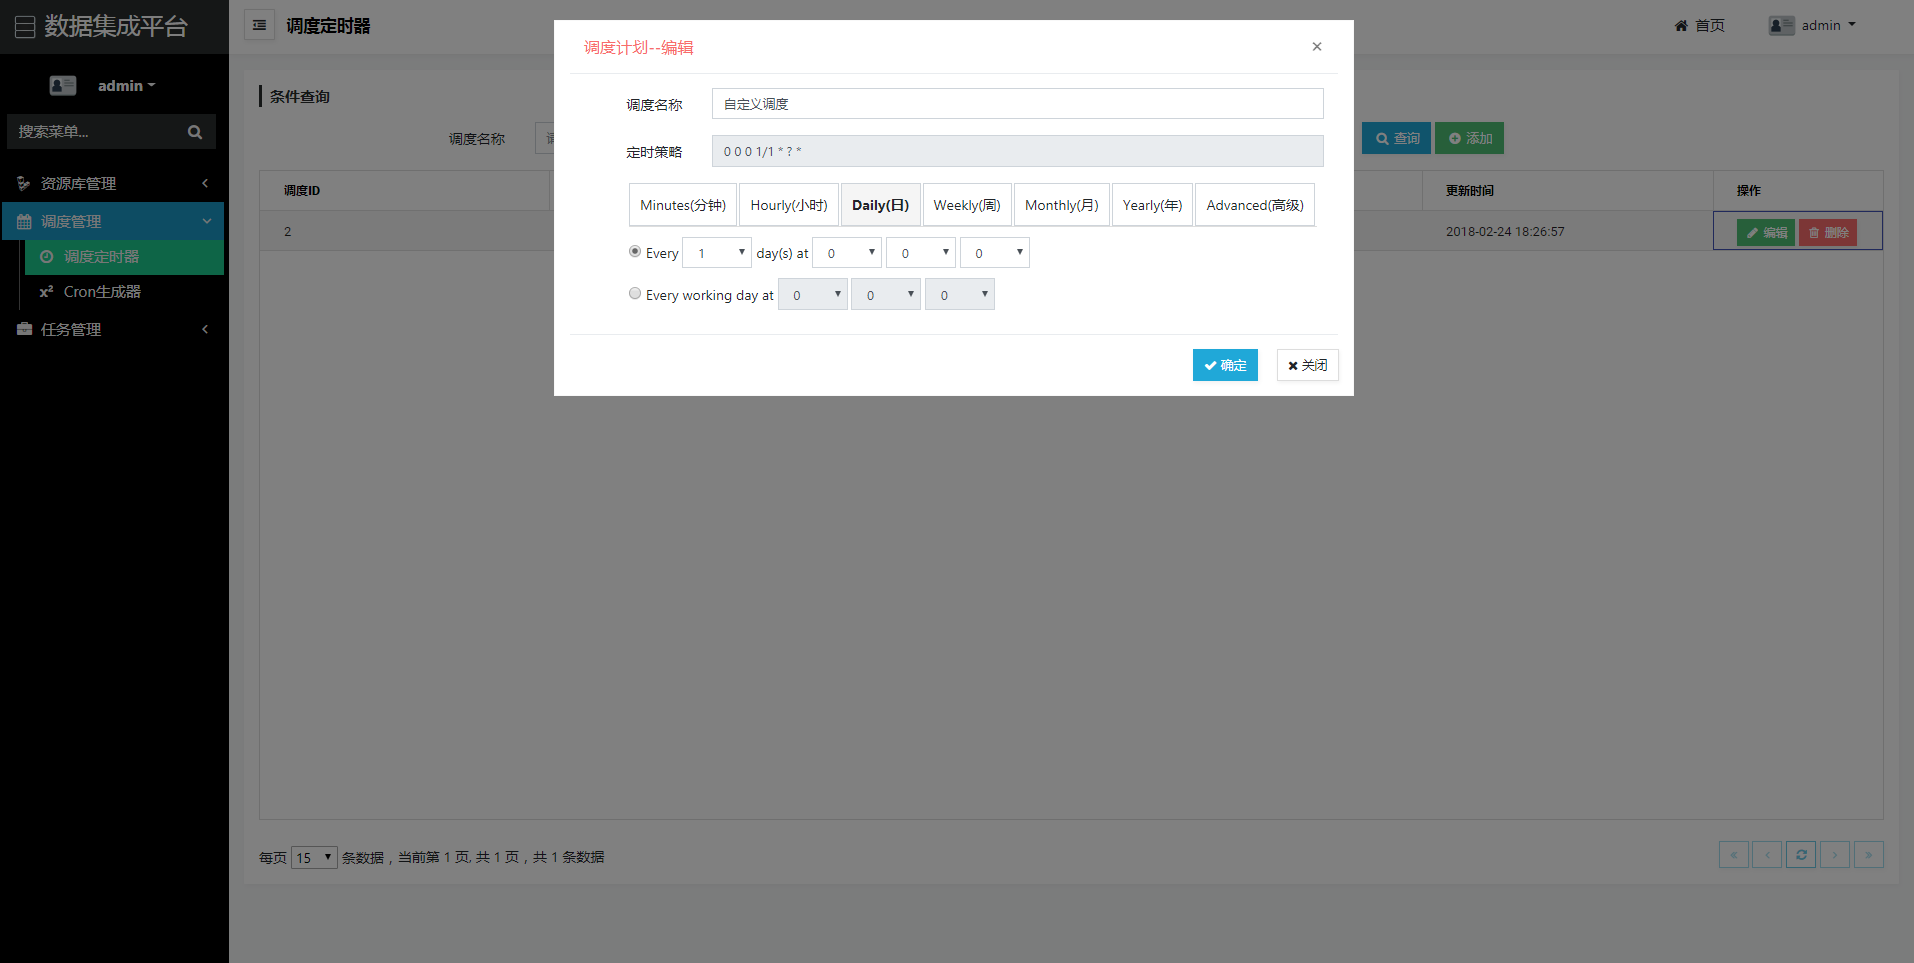 数据集成平台
调度定时器
首页
admin
admin
搜索菜单...
资源库管理
调度管理
调度定时器
x² Cron生成器
任务管理
条件查询
调度名称
查询
添加
调度ID
更新时间
操作
2
2018-02-24 18:26:57
编辑
删除
调度计划--编辑
×
调度名称
自定义调度
定时策略
0 0 0 1/1 * ? *
Minutes(分钟)
Hourly(小时)
Daily(日)
Weekly(周)
Monthly(月)
Yearly(年)
Advanced(高级)
Every 1 day(s) at 0 0 0
Every working day at 0 0 0
确定
关闭
每页 15 条数据，当前第 1 页, 共 1 页，共 1 条数据
« ‹ › »